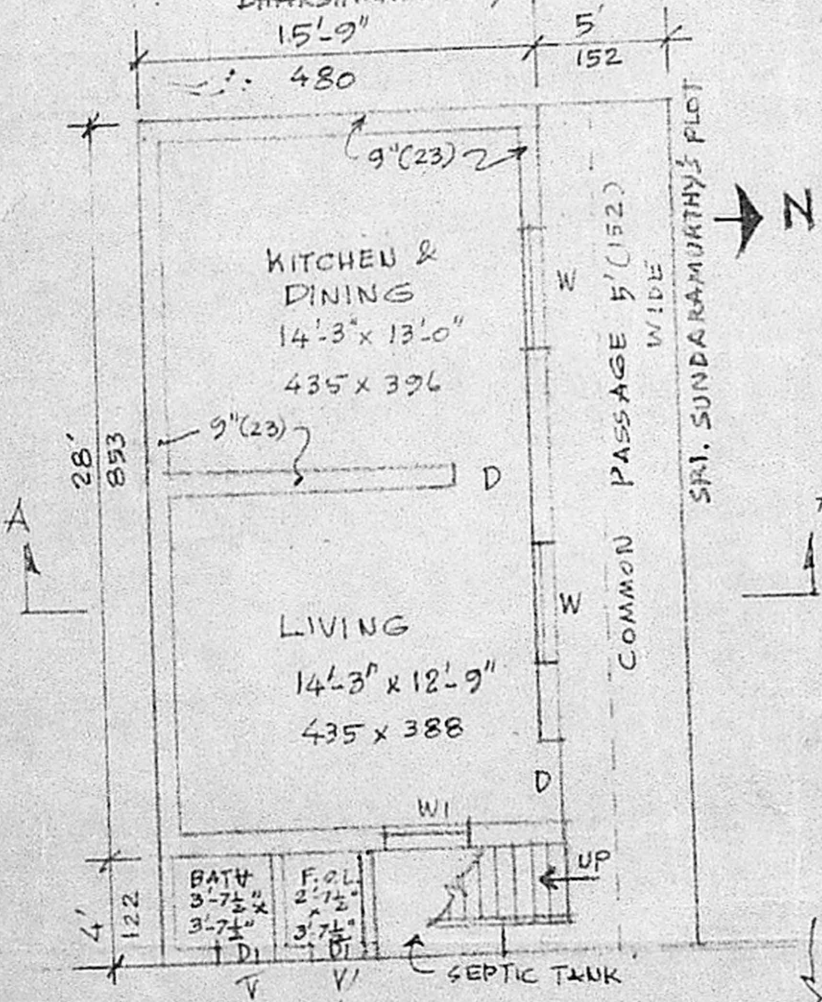 15'-9"
480
5'
152
9"(23)
KITCHEN &
DINING
14'-3" x 13'-0"
435 x 396
W
COMMON PASSAGE 5'(152)
WIDE
SRI. SUNDARAMURTHY'S PLOT
N
28'
853
9"(23)
D
A
LIVING
14'-3" x 12'-9"
435 x 388
W
D
W1
UP
4'
122
BATH
3'-7½" x
3'-7½"
D1
V
2'-7½"
x
3'-7½"
D1
V
SEPTIC TANK